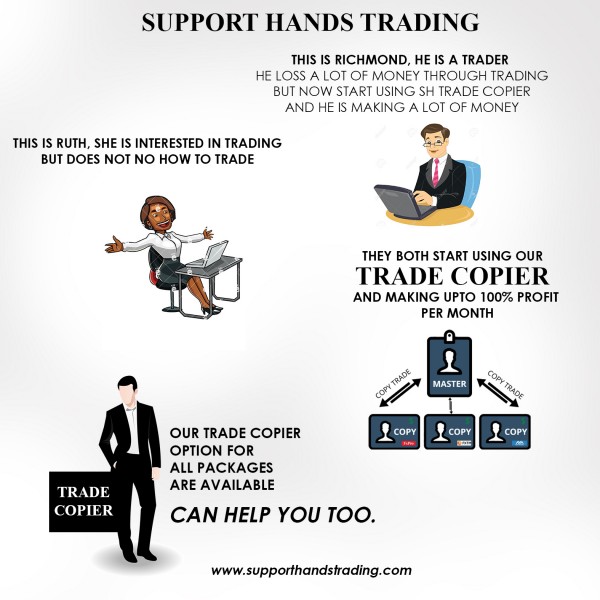 SUPPORT HANDS TRADING
THIS IS RICHMOND, HE IS A TRADER
HE LOSS A LOT OF MONEY THROUGH TRADING
BUT NOW START USING SH TRADE COPIER
AND HE IS MAKING A LOT OF MONEY
THIS IS RUTH, SHE IS INTERESTED IN TRADING
BUT DOES NOT NO HOW TO TRADE
THEY BOTH START USING OUR
TRADE COPIER
AND MAKING UPTO 100% PROFIT
PER MONTH
MASTER
COPY TRADE
COPY TRADE
COPY
COPY
COPY
OUR TRADE COPIER
OPTION FOR
ALL PACKAGES
ARE AVAILABLE
TRADE
COPIER
CAN HELP YOU TOO.
www.supporthandstrading.com